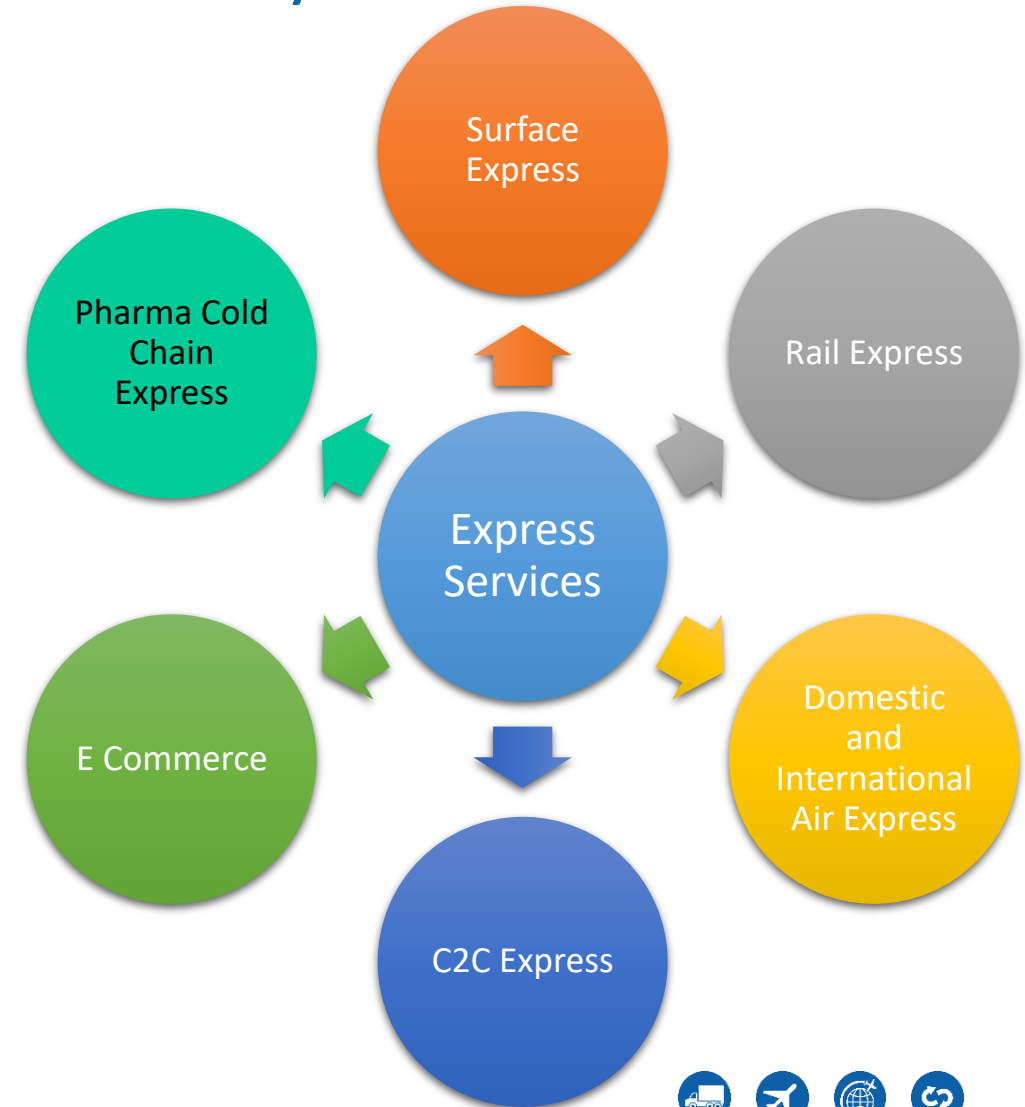 Surface
Express
Pharma Cold
Chain
Express
Rail Express
Express
Services
E Commerce
Domestic
and
International
Air Express
C2C Express